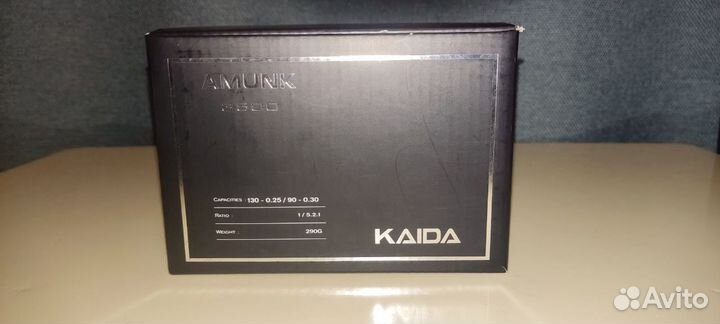 AMUNK
CAPACITIES : 130 - 0.25 / 90 - 0.30
RATIO : 1 / 5.2.1
WEIGHT : 290G
KAIDA
Avito